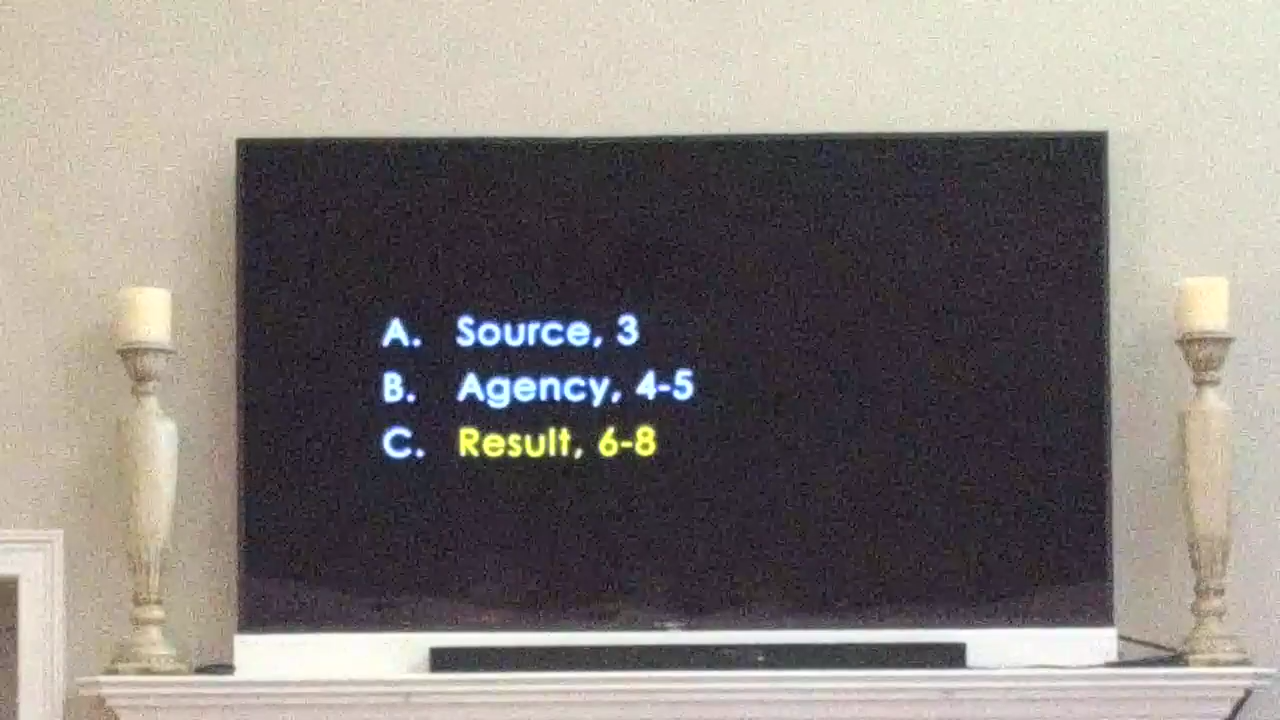 A. Source, 3
B. Agency, 4-5
C. Result, 6-8